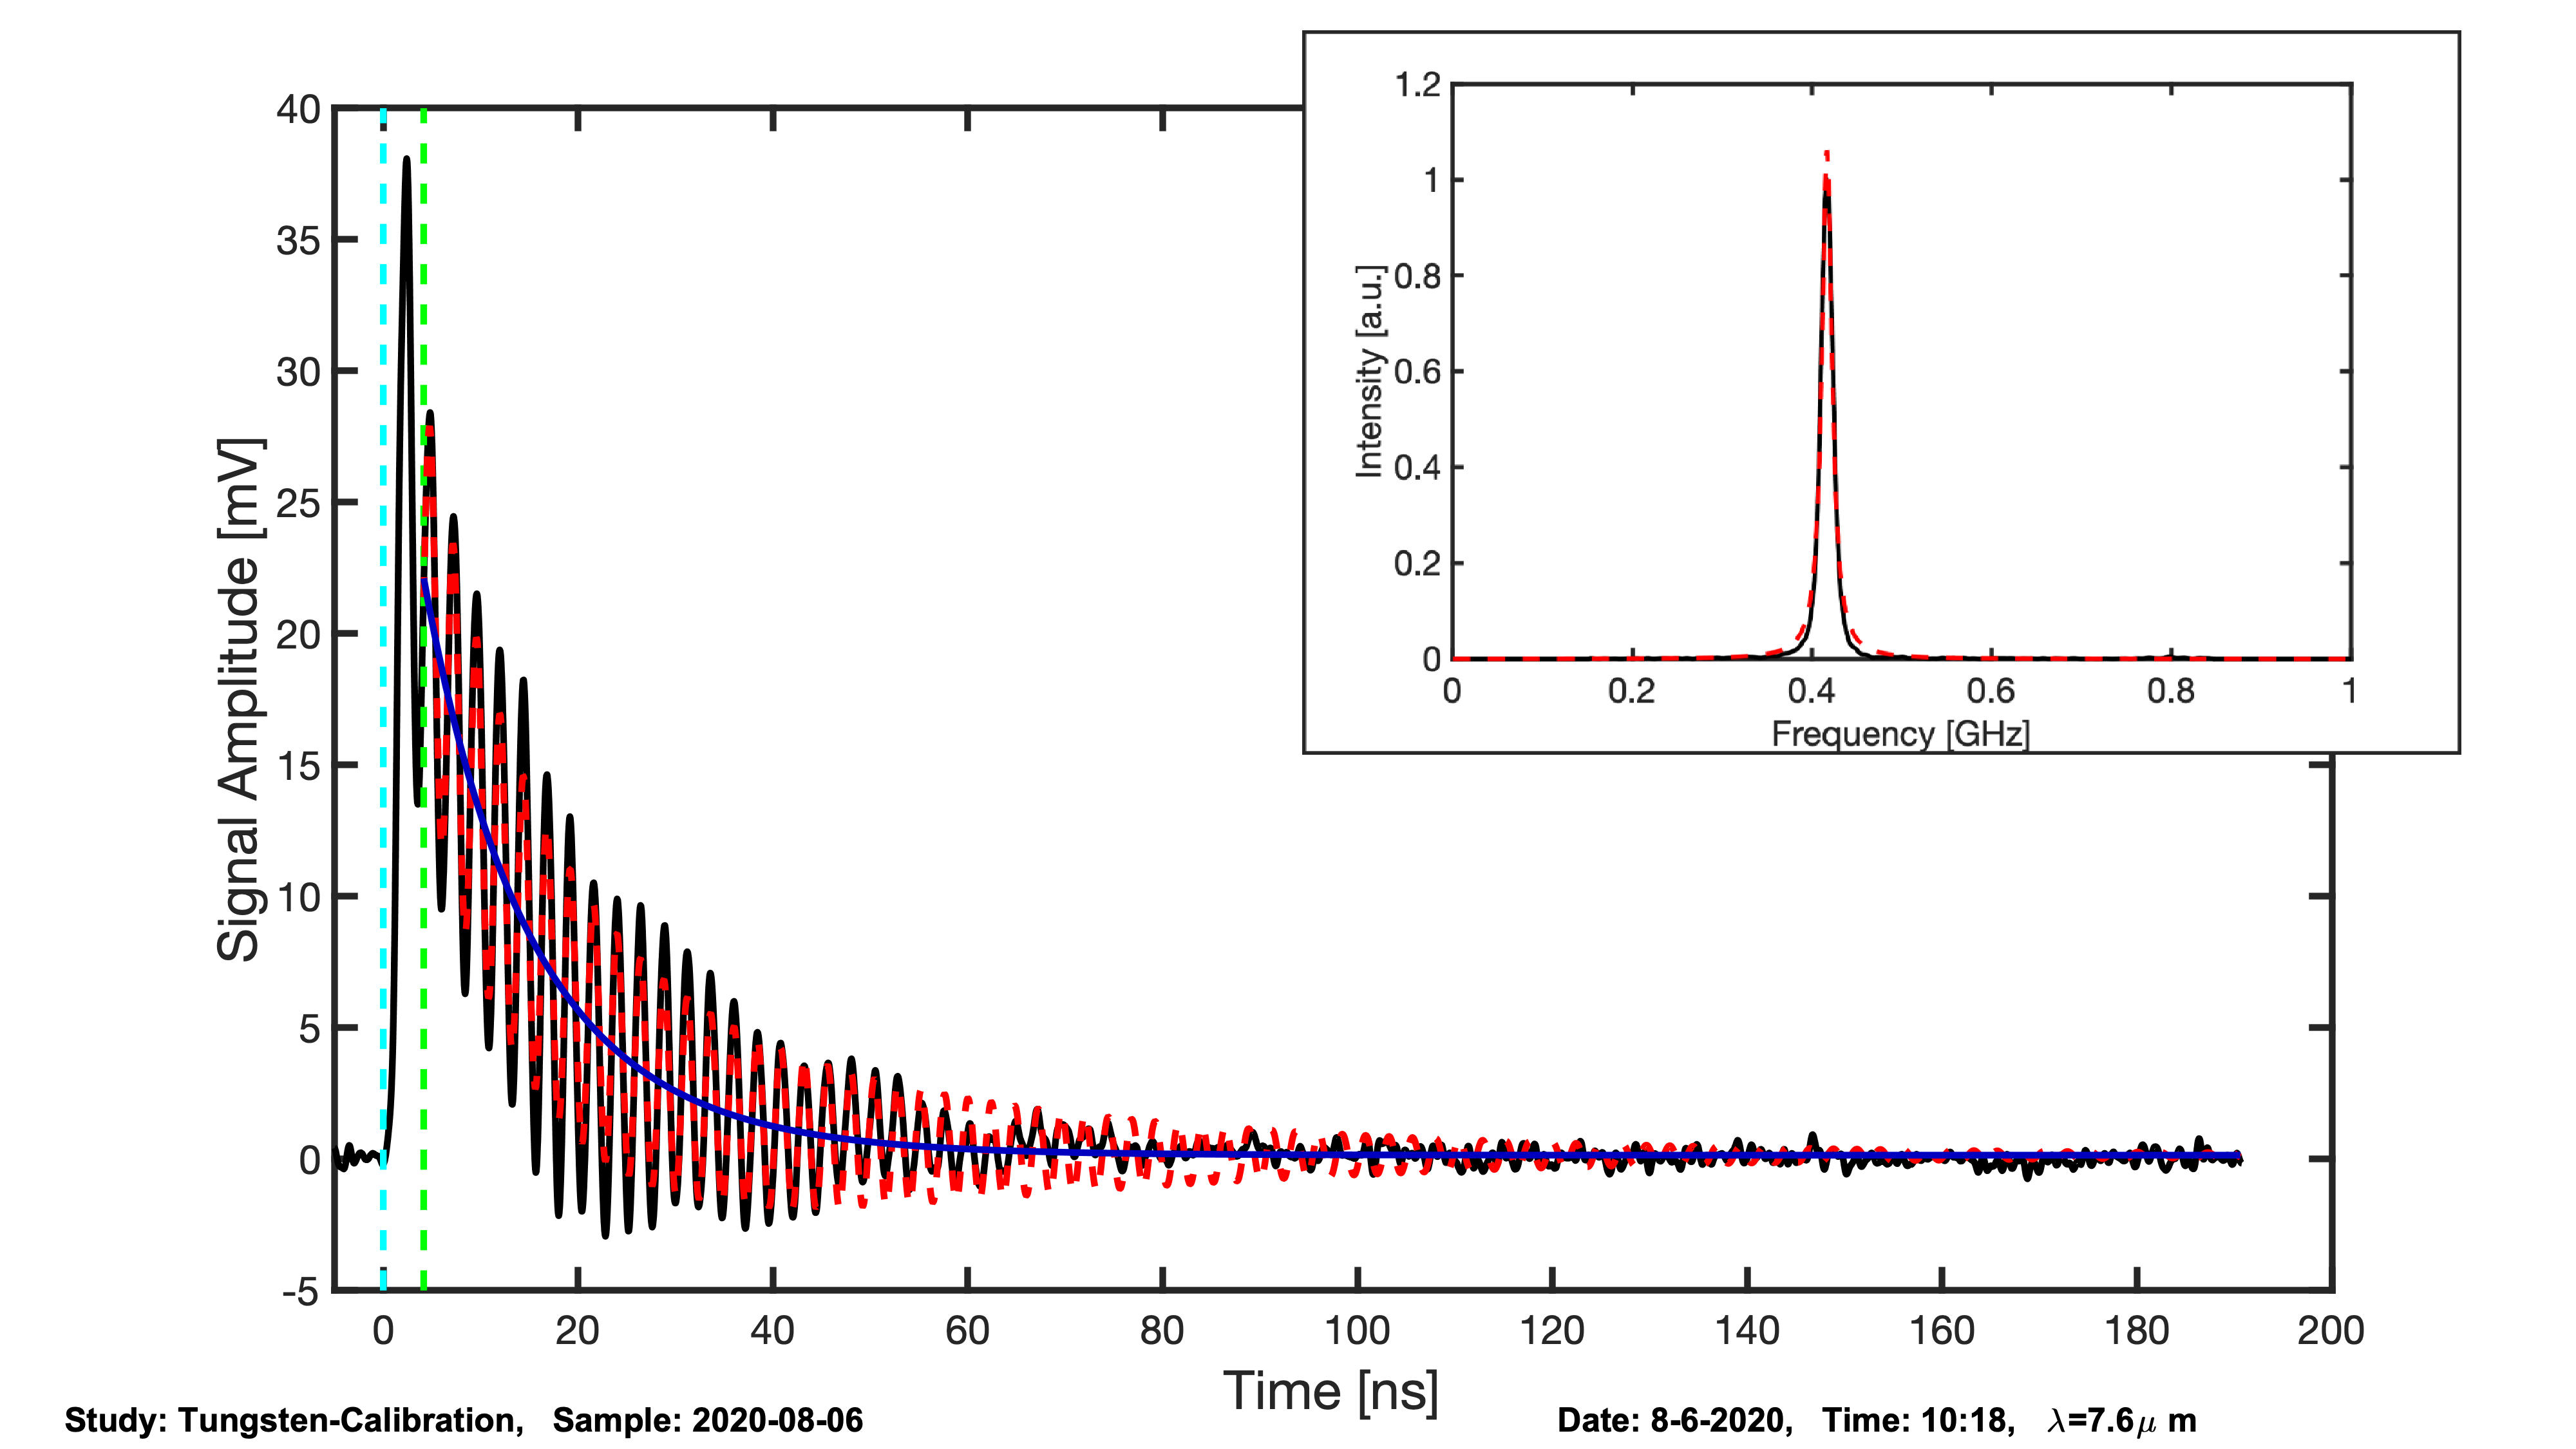 40
35
30
25
20
15
10
5
0
-5
Signal Amplitude [mV]
0 20 40 60 80 100 120 140 160 180 200
Time [ns]
1.2
1
0.8
0.6
0.4
0.2
0
Intensity [a.u.]
0 0.2 0.4 0.6 0.8 1
Frequency [GHz]
Study: Tungsten-Calibration, Sample: 2020-08-06
Date: 8-6-2020, Time: 10:18, λ=7.6μ m